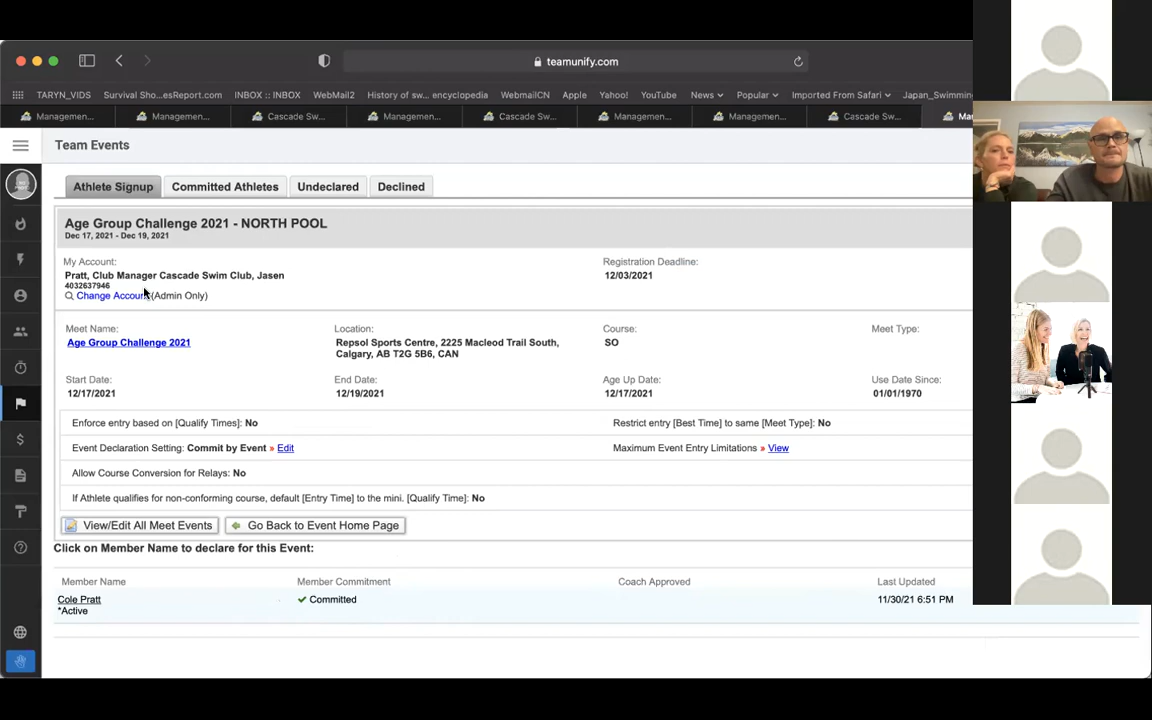 teamunify.com
TARYN_VIDS Survival Sho...esReport.com INBOX :: INBOX WebMail2 History of sw... encyclopedia WebmailCN Apple Yahoo! YouTube News Popular Imported From Safari Japan_Swimming
Managemen... Managemen... Cascade Sw... Managemen... Cascade Sw... Managemen... Managemen... Cascade Sw... Ma
Team Events
Athlete Signup Committed Athletes Undeclared Declined
Age Group Challenge 2021 - NORTH POOL
Dec 17, 2021 - Dec 19, 2021
My Account: Registration Deadline:
Pratt, Club Manager Cascade Swim Club, Jasen 12/03/2021
4032637946
Change Account (Admin Only)
Meet Name: Location: Course: Meet Type:
Age Group Challenge 2021 Repsol Sports Centre, 2225 Macleod Trail South, SO
Calgary, AB T2G 5B6, CAN
Start Date: End Date: Age Up Date: Use Date Since:
12/17/2021 12/19/2021 12/17/2021 01/01/1970
Enforce entry based on [Qualify Times]: No Restrict entry [Best Time] to same [Meet Type]: No
Event Declaration Setting: Commit by Event » Edit Maximum Event Entry Limitations » View
Allow Course Conversion for Relays: No
If Athlete qualifies for non-conforming course, default [Entry Time] to the mini. [Qualify Time]: No
View/Edit All Meet Events Go Back to Event Home Page
Click on Member Name to declare for this Event:
Member Name Member Commitment Coach Approved Last Updated
Cole Pratt Committed 11/30/21 6:51 PM
*Active